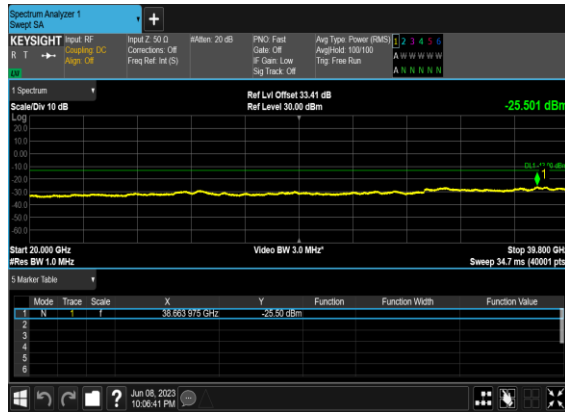 Spectrum Analyzer 1
Swept SA
+
KEYSIGHT Input: RF Input Z: 50 Ω #Atten: 20 dB PNO: Fast Avg Type: Power (RMS) 1 2 3 4 5 6
R T Coupling: DC Corrections: Off Gate: Off Avg|Hold: 100/100 A W W W W W
Align: Off Freq Ref: Int (S) IF Gain: Low Trig: Free Run
Sig Track: Off A N N N N N
1 Spectrum Ref Lvl Offset 33.41 dB
Scale/Div 10 dB Ref Level 30.00 dBm -25.501 dBm
Log
20.0
10.0
0.00
-10.0
-20.0
-30.0
-40.0
-50.0
-60.0
1
Start 20.000 GHz Video BW 3.0 MHz* Stop 39.800 GHz
#Res BW 1.0 MHz Sweep 34.7 ms (40001 pts
5 Marker Table
Mode Trace Scale X Y Function Function Width Function Value
1 N 1 f 38.663 975 GHz -25.50 dBm
2
3
4
5
6
? Jun 08, 2023
10:06:41 PM